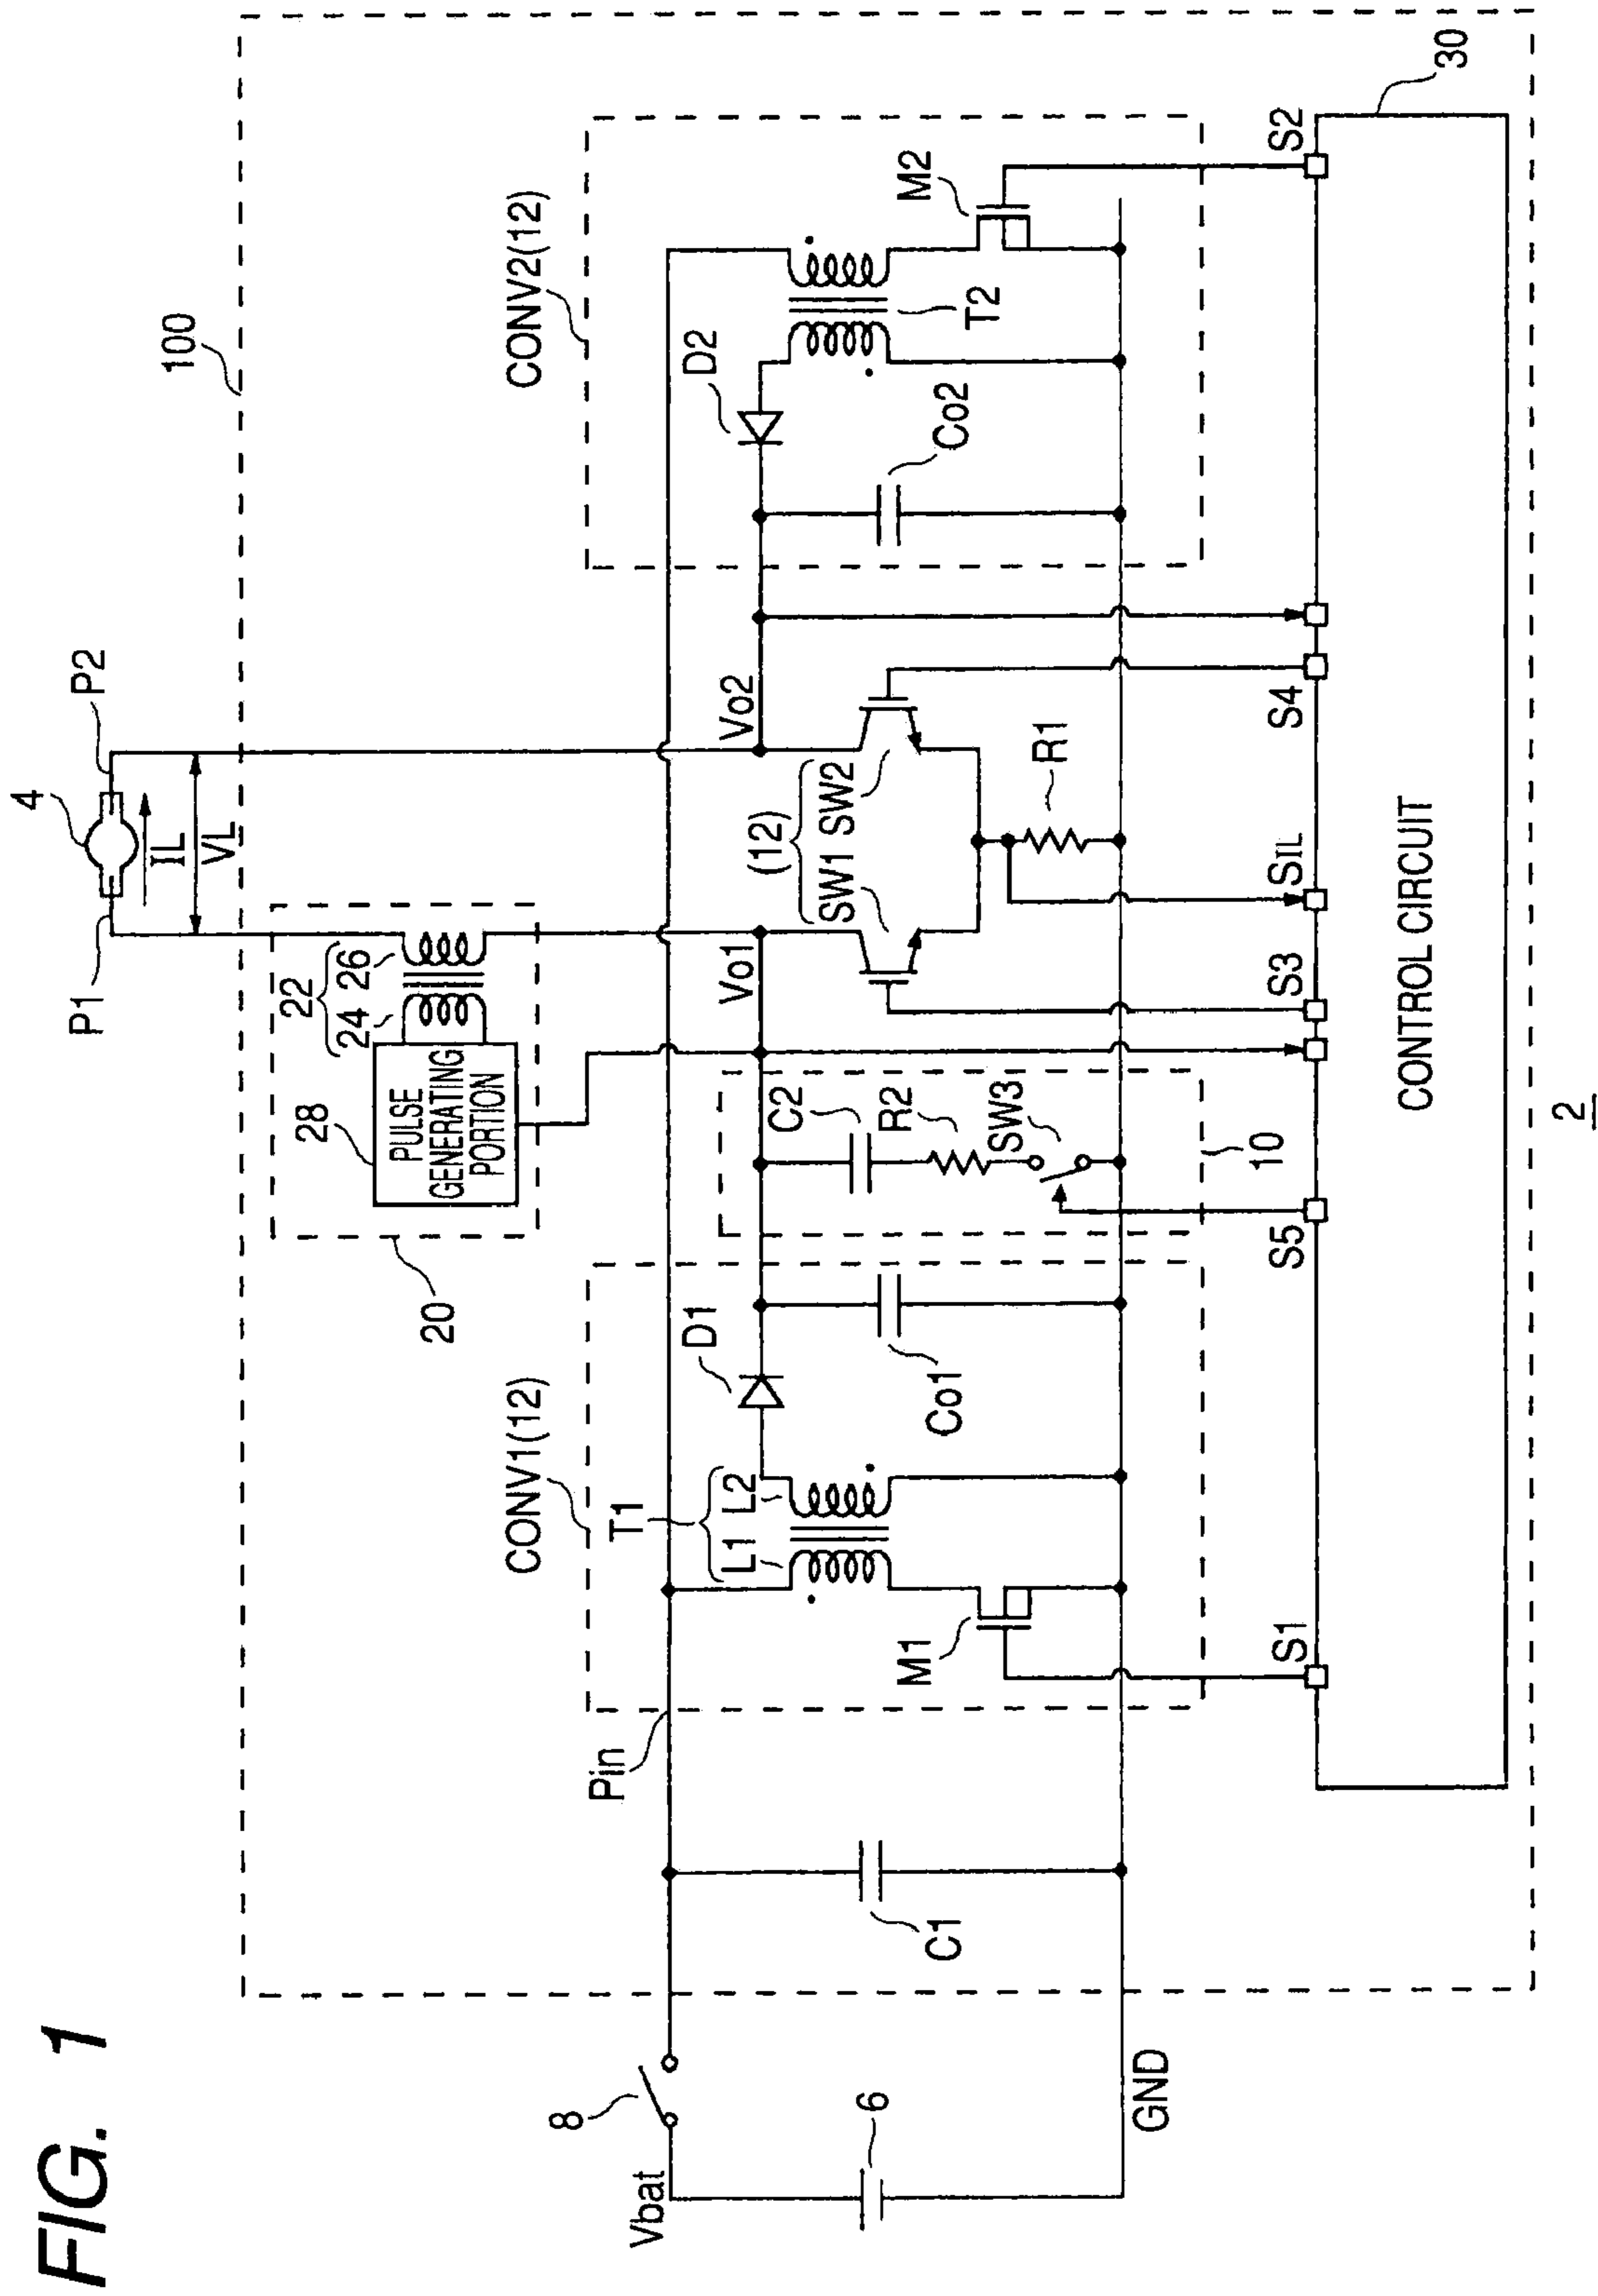 FIG. 1
100
4
P1
P2
IL
VL
20
28
PULSE
GENERATING
PORTION
22
24 26
8
Vbat
6
GND
Pin
C1
CONV1(12)
T1
L1 L2
D1
M1
Co1
C2
R2
SW3
10
Vo1
Vo2
(12)
SW1 SW2
R1
CONV2(12)
D2
Co2
T2
M2
S1
S5
S3
SIL
S4
S2
CONTROL CIRCUIT
30
2